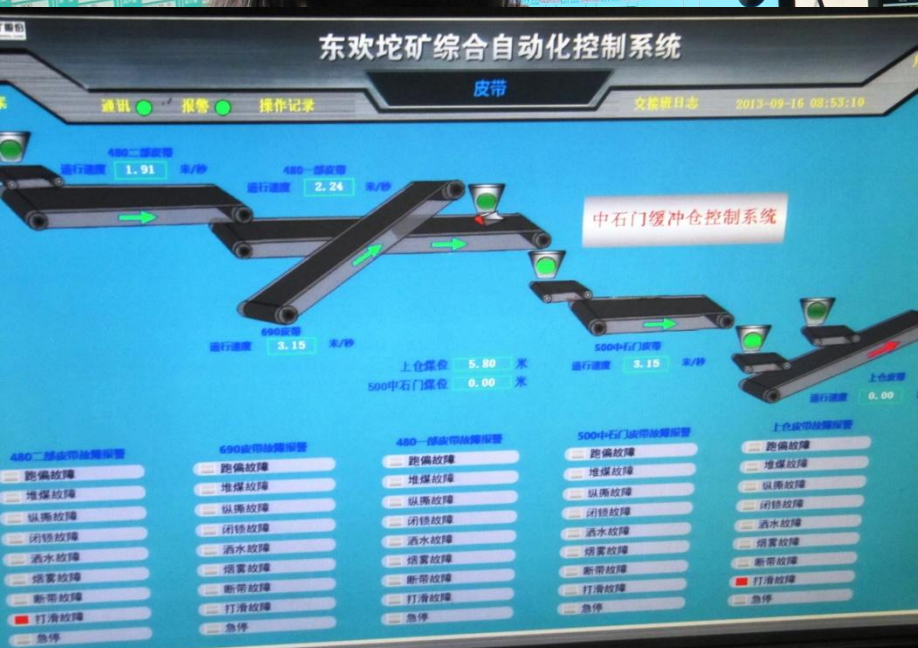 东欢坨矿综合自动化控制系统
皮带
通讯 报警 操作记录 交接班日志 2013-09-16 08:53:10
480二部皮带
运行速度 1.91 米/秒
480一部皮带
运行速度 2.24 米/秒
中石门缓冲仓控制系统
690皮带
运行速度 3.15 米/秒
500中石门皮带
运行速度 3.15 米/秒
上仓煤位 5.80 米
500中石门煤位 0.00 米
上仓皮带
运行速度 0.00
480二部皮带故障报警
跑偏故障
堆煤故障
纵撕故障
闭锁故障
洒水故障
烟雾故障
断带故障
打滑故障
急停
690皮带故障报警
跑偏故障
堆煤故障
纵撕故障
闭锁故障
洒水故障
烟雾故障
断带故障
打滑故障
急停
480一部皮带故障报警
跑偏故障
堆煤故障
纵撕故障
闭锁故障
洒水故障
烟雾故障
断带故障
打滑故障
急停
500中石门皮带故障报警
跑偏故障
堆煤故障
纵撕故障
闭锁故障
洒水故障
烟雾故障
断带故障
打滑故障
急停
上仓皮带故障报警
跑偏故障
堆煤故障
纵撕故障
闭锁故障
洒水故障
烟雾故障
断带故障
打滑故障
急停